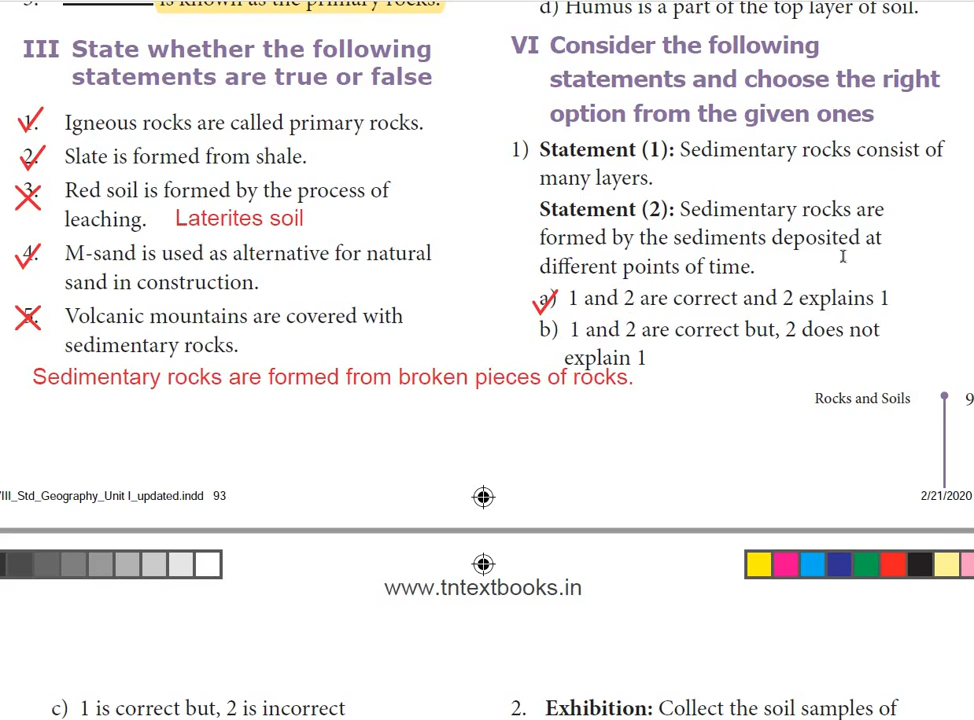 is known as the primary rocks.
III State whether the following
statements are true or false
1. Igneous rocks are called primary rocks.
2. Slate is formed from shale.
3. Red soil is formed by the process of
leaching. Laterites soil
4. M-sand is used as alternative for natural
sand in construction.
5. Volcanic mountains are covered with
sedimentary rocks.
Sedimentary rocks are formed from broken pieces of rocks.
d) Humus is a part of the top layer of soil.
VI Consider the following
statements and choose the right
option from the given ones
1) Statement (1): Sedimentary rocks consist of
many layers.
Statement (2): Sedimentary rocks are
formed by the sediments deposited at
different points of time.
a) 1 and 2 are correct and 2 explains 1
b) 1 and 2 are correct but, 2 does not
explain 1
Rocks and Soils 9
VIII_Std_Geography_Unit I_updated.indd 93
2/21/2020
www.tntextbooks.in
c) 1 is correct but, 2 is incorrect
2. Exhibition: Collect the soil samples of